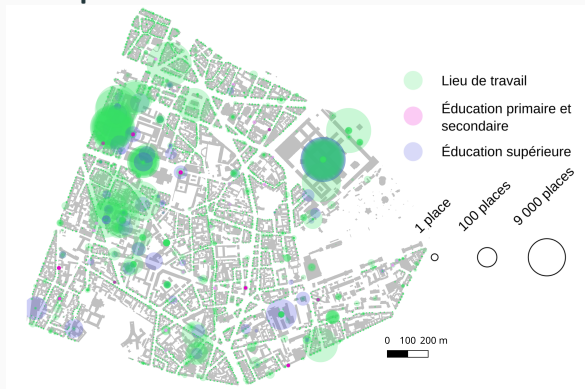 Lieu de travail
Éducation primaire et
secondaire
Éducation supérieure
1 place
100 places
9 000 places
0 100 200 m